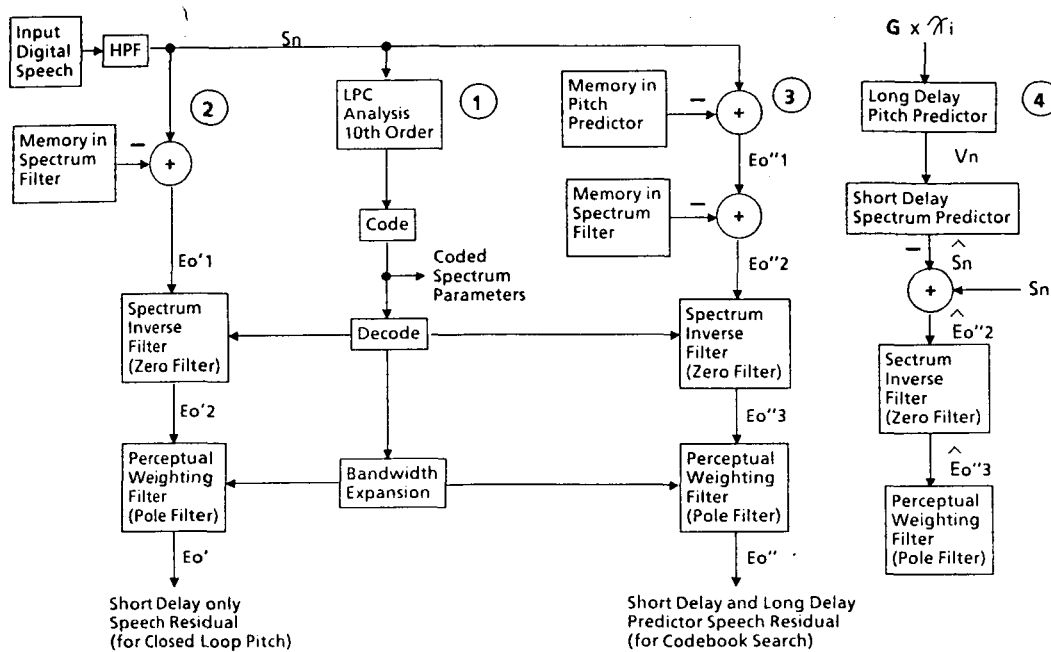 Input
Digital
Speech
HPF
Sn
2
Memory in
Spectrum
Filter
−
+
Eo'1
Spectrum
Inverse
Filter
(Zero Filter)
Eo'2
Perceptual
Weighting
Filter
(Pole Filter)
Eo'
Short Delay only
Speech Residual
(for Closed Loop Pitch)
LPC
Analysis
10th Order
1
Code
Coded
Spectrum
Parameters
Decode
Bandwidth
Expansion
Memory in
Pitch
Predictor
−
+
3
Eo''1
Memory in
Spectrum
Filter
−
+
Eo''2
Spectrum
Inverse
Filter
(Zero Filter)
Eo''3
Perceptual
Weighting
Filter
(Pole Filter)
Eo''
Short Delay and Long Delay
Predictor Speech Residual
(for Codebook Search)
G x χi
Long Delay
Pitch Predictor
4
Vn
Short Delay
Spectrum Predictor
−
Ŝn
+
Sn
Êo''2
Sectrum
Inverse
Filter
(Zero Filter)
Êo''3
Perceptual
Weighting
Filter
(Pole Filter)